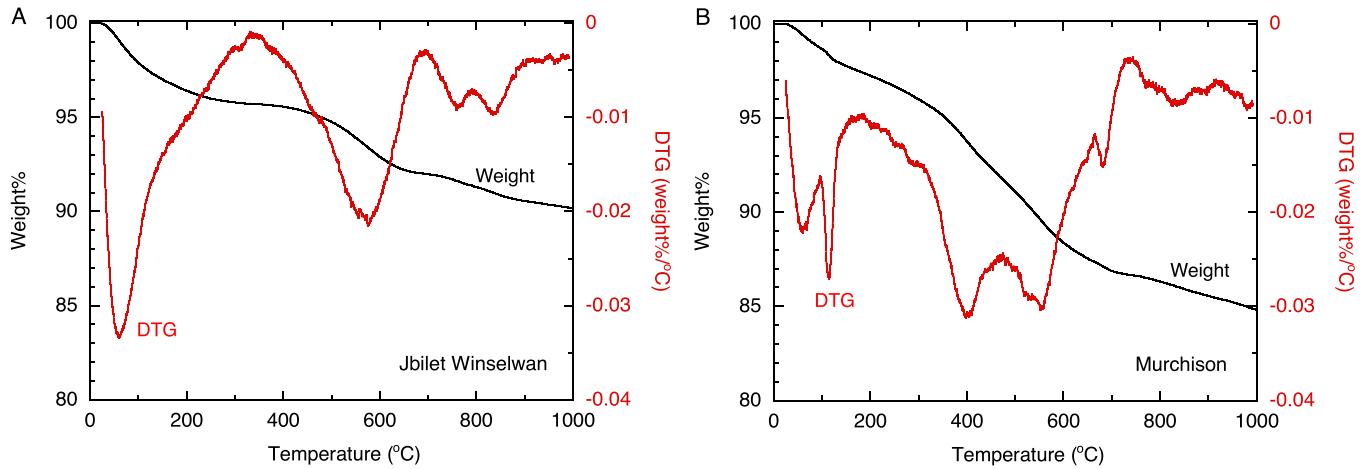 A
100
95
90
85
80
Weight%
0
-0.01
-0.02
-0.03
-0.04
DTG (weight%/°C)
Weight
DTG
Jbilet Winselwan
0 200 400 600 800 1000
Temperature (°C)
B
100
95
90
85
80
Weight%
0
-0.01
-0.02
-0.03
-0.04
DTG (weight%/°C)
Weight
DTG
Murchison
0 200 400 600 800 1000
Temperature (°C)